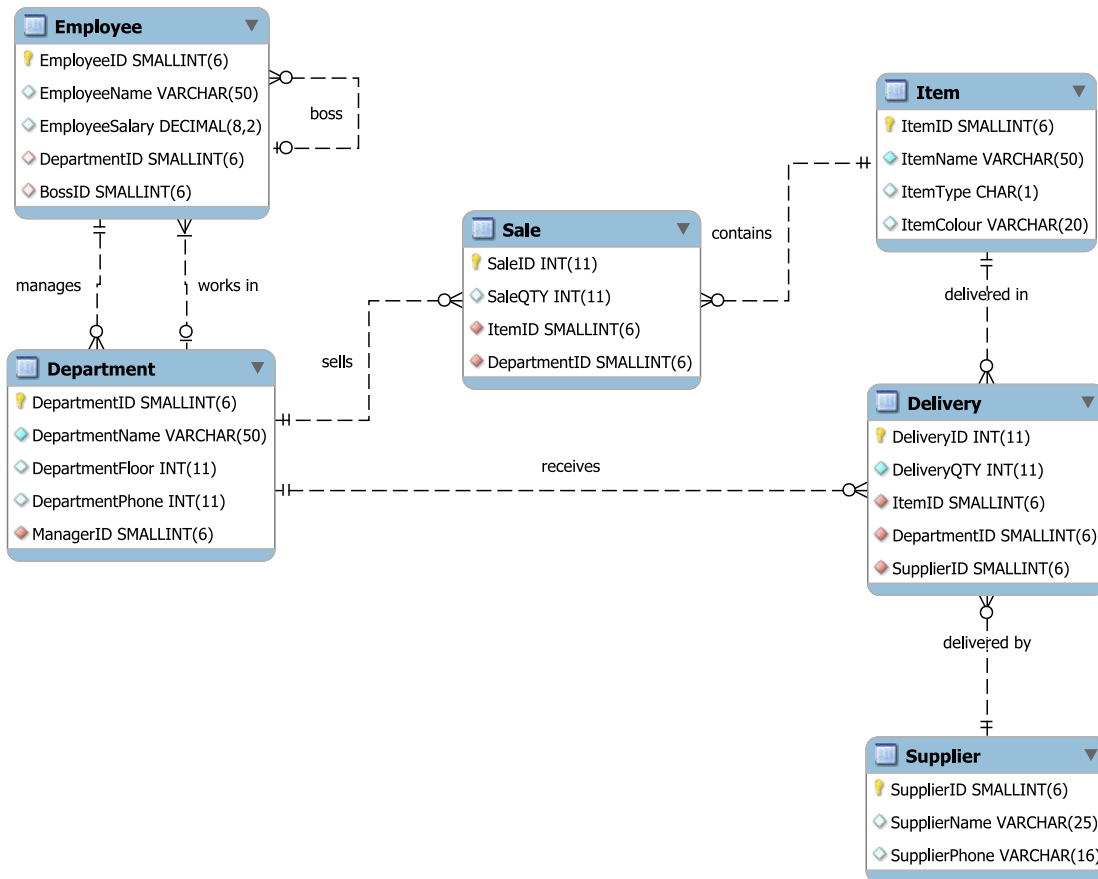 Employee
EmployeeID SMALLINT(6)
EmployeeName VARCHAR(50)
EmployeeSalary DECIMAL(8,2)
DepartmentID SMALLINT(6)
BossID SMALLINT(6)
boss
manages
works in
Department
DepartmentID SMALLINT(6)
DepartmentName VARCHAR(50)
DepartmentFloor INT(11)
DepartmentPhone INT(11)
ManagerID SMALLINT(6)
sells
Sale
SaleID INT(11)
SaleQTY INT(11)
ItemID SMALLINT(6)
DepartmentID SMALLINT(6)
contains
receives
Item
ItemID SMALLINT(6)
ItemName VARCHAR(50)
ItemType CHAR(1)
ItemColour VARCHAR(20)
delivered in
Delivery
DeliveryID INT(11)
DeliveryQTY INT(11)
ItemID SMALLINT(6)
DepartmentID SMALLINT(6)
SupplierID SMALLINT(6)
delivered by
Supplier
SupplierID SMALLINT(6)
SupplierName VARCHAR(25)
SupplierPhone VARCHAR(16)